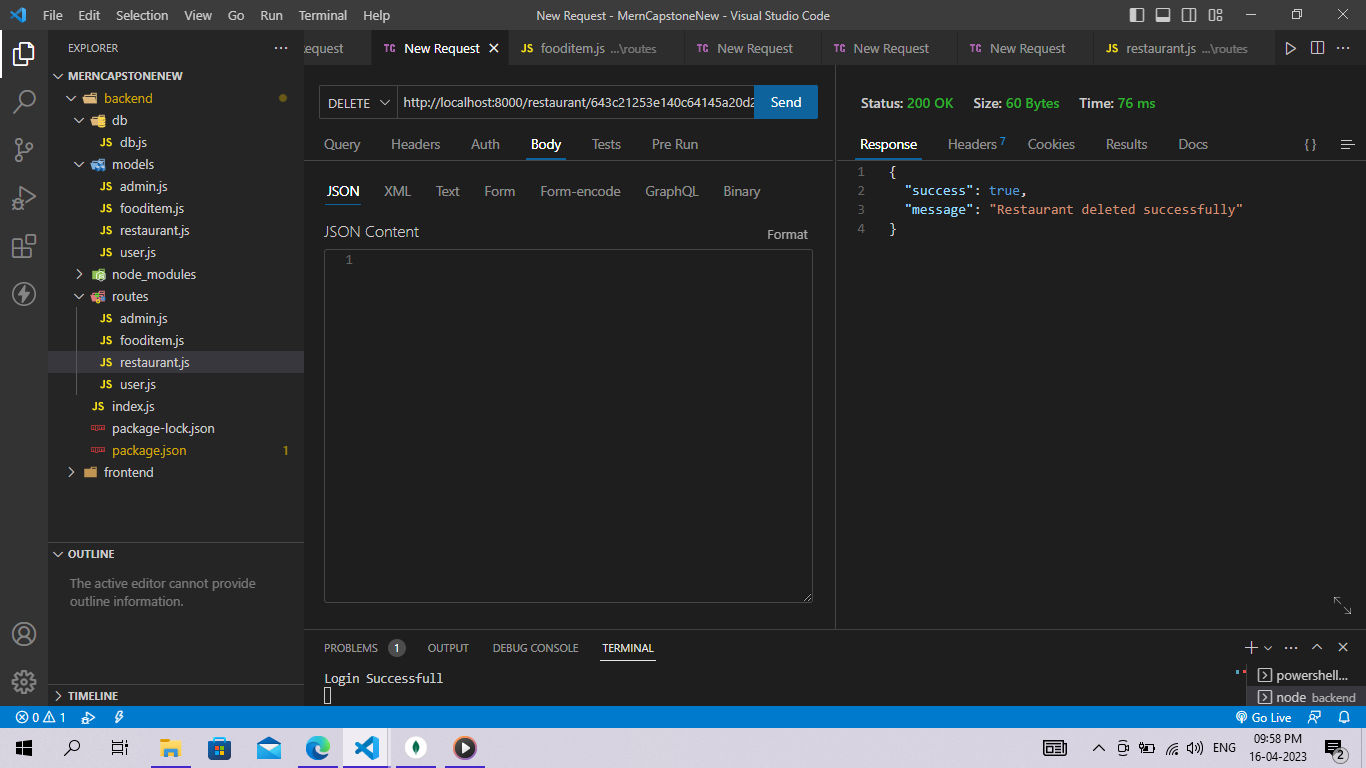 File Edit Selection View Go Run Terminal Help
New Request - MernCapstoneNew - Visual Studio Code
EXPLORER
MERNCAPSTONENEW
backend
db
JS db.js
models
JS admin.js
JS fooditem.js
JS restaurant.js
JS user.js
node_modules
routes
JS admin.js
JS fooditem.js
JS restaurant.js
JS user.js
JS index.js
package-lock.json
package.json 1
frontend
OUTLINE
The active editor cannot provide
outline information.
TIMELINE
equest TC New Request JS fooditem.js ...\routes TC New Request TC New Request TC New Request JS restaurant.js ...\routes
DELETE http://localhost:8000/restaurant/643c21253e140c64145a20d2 Send
Query Headers Auth Body Tests Pre Run
JSON XML Text Form Form-encode GraphQL Binary
JSON Content Format
1
Status: 200 OK Size: 60 Bytes Time: 76 ms
Response Headers 7 Cookies Results Docs { }
1 {
2 "success": true,
3 "message": "Restaurant deleted successfully"
4 }
PROBLEMS 1 OUTPUT DEBUG CONSOLE TERMINAL
Login Successfull
powershell...
node backend
0 1 Go Live
ENG
09:58 PM
16-04-2023
2